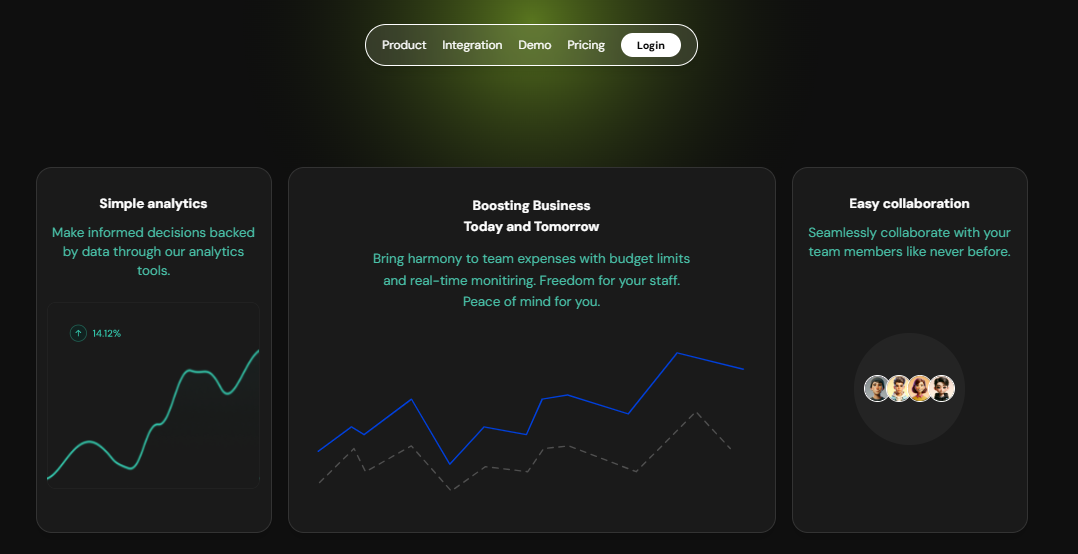 Product Integration Demo Pricing Login
Simple analytics
Make informed decisions backed
by data through our analytics
tools.
14.12%
Boosting Business
Today and Tomorrow
Bring harmony to team expenses with budget limits
and real-time monitiring. Freedom for your staff.
Peace of mind for you.
Easy collaboration
Seamlessly collaborate with your
team members like never before.